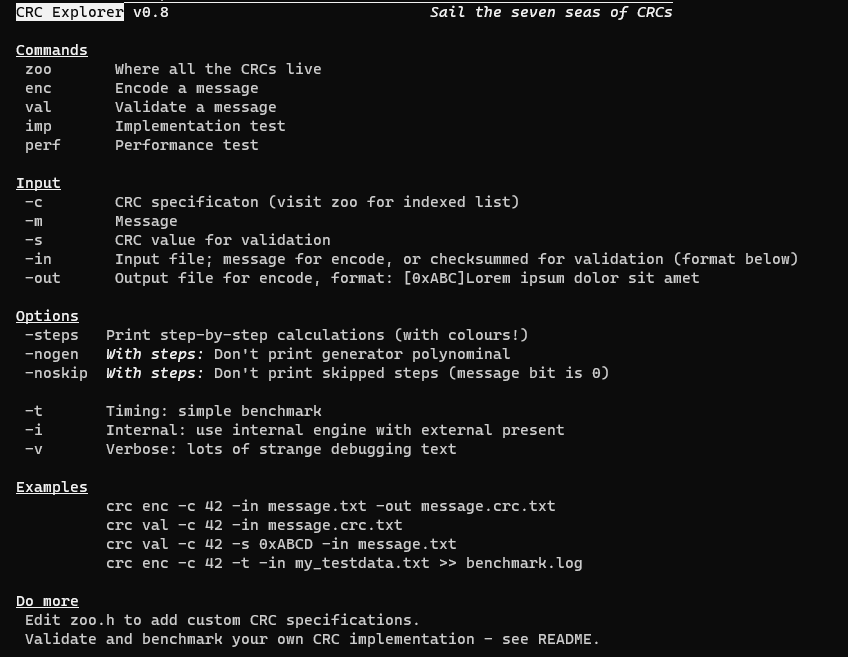 CRC Explorer v0.8 Sail the seven seas of CRCs
Commands
zoo Where all the CRCs live
enc Encode a message
val Validate a message
imp Implementation test
perf Performance test
Input
-c CRC specificaton (visit zoo for indexed list)
-m Message
-s CRC value for validation
-in Input file; message for encode, or checksummed for validation (format below)
-out Output file for encode, format: [0xABC]Lorem ipsum dolor sit amet
Options
-steps Print step-by-step calculations (with colours!)
-nogen With steps: Don't print generator polynominal
-noskip With steps: Don't print skipped steps (message bit is 0)
-t Timing: simple benchmark
-i Internal: use internal engine with external present
-v Verbose: lots of strange debugging text
Examples
crc enc -c 42 -in message.txt -out message.crc.txt
crc val -c 42 -in message.crc.txt
crc val -c 42 -s 0xABCD -in message.txt
crc enc -c 42 -t -in my_testdata.txt >> benchmark.log
Do more
Edit zoo.h to add custom CRC specifications.
Validate and benchmark your own CRC implementation - see README.